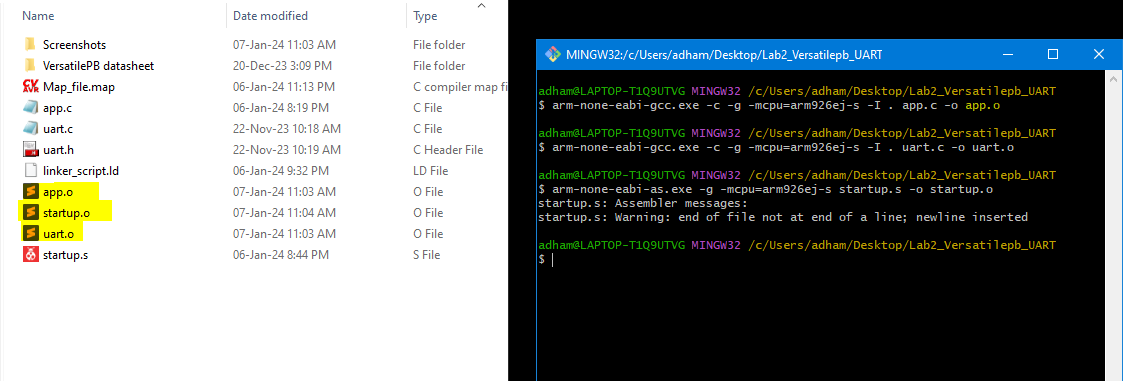 Name Date modified Type
Screenshots 07-Jan-24 11:03 AM File folder
VersatilePB datasheet 20-Dec-23 3:09 PM File folder
Map_file.map 06-Jan-24 11:13 PM C compiler map fi
app.c 06-Jan-24 8:19 PM C File
uart.c 22-Nov-23 10:18 AM C File
uart.h 22-Nov-23 10:19 AM C Header File
linker_script.ld 06-Jan-24 9:32 PM LD File
app.o 07-Jan-24 11:03 AM O File
startup.o 07-Jan-24 11:04 AM O File
uart.o 07-Jan-24 11:03 AM O File
startup.s 06-Jan-24 8:44 PM S File
MINGW32:/c/Users/adham/Desktop/Lab2_Versatilepb_UART
adham@LAPTOP-T1Q9UTVG MINGW32 /c/Users/adham/Desktop/Lab2_Versatilepb_UART
$ arm-none-eabi-gcc.exe -c -g -mcpu=arm926ej-s -I . app.c -o app.o
adham@LAPTOP-T1Q9UTVG MINGW32 /c/Users/adham/Desktop/Lab2_Versatilepb_UART
$ arm-none-eabi-gcc.exe -c -g -mcpu=arm926ej-s -I . uart.c -o uart.o
adham@LAPTOP-T1Q9UTVG MINGW32 /c/Users/adham/Desktop/Lab2_Versatilepb_UART
$ arm-none-eabi-as.exe -g -mcpu=arm926ej-s startup.s -o startup.o
startup.s: Assembler messages:
startup.s: Warning: end of file not at end of a line; newline inserted
adham@LAPTOP-T1Q9UTVG MINGW32 /c/Users/adham/Desktop/Lab2_Versatilepb_UART
$